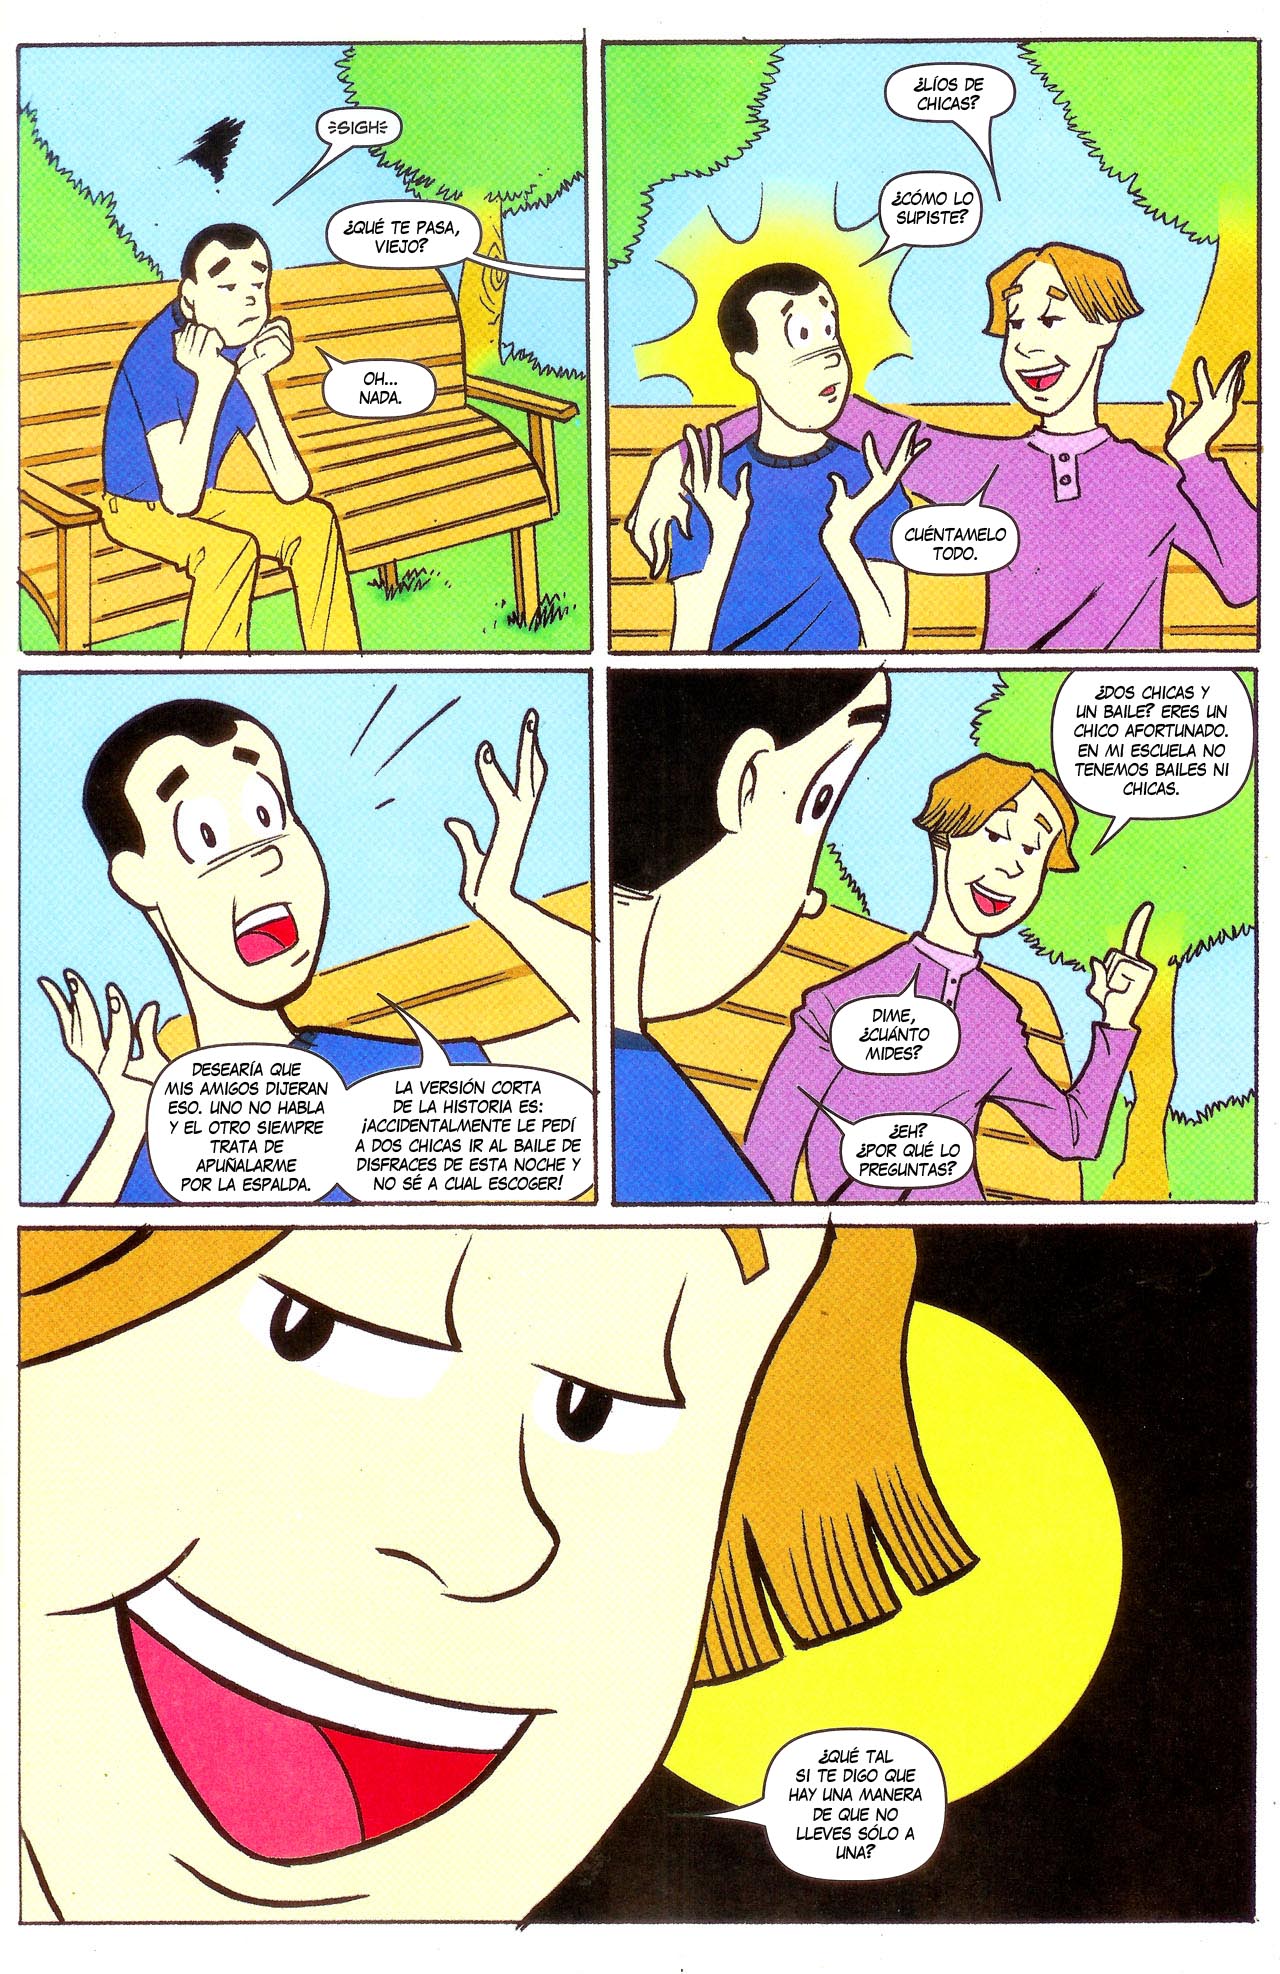 SIGH
¿QUÉ TE PASA,
VIEJO?
OH...
NADA.
¿LÍOS DE
CHICAS?
¿CÓMO LO
SUPISTE?
CUÉNTAMELO
TODO.
DESEARÍA QUE
MIS AMIGOS DIJERAN
ESO. UNO NO HABLA
Y EL OTRO SIEMPRE
TRATA DE
APUÑALARME
POR LA ESPALDA.
LA VERSIÓN CORTA
DE LA HISTORIA ES:
¡ACCIDENTALMENTE LE PEDÍ
A DOS CHICAS IR AL BAILE DE
DISFRACES DE ESTA NOCHE Y
NO SÉ A CUAL ESCOGER!
¿DOS CHICAS Y
UN BAILE? ERES UN
CHICO AFORTUNADO.
EN MI ESCUELA NO
TENEMOS BAILES NI
CHICAS.
DIME,
¿CUÁNTO
MIDES?
¿EH?
¿POR QUÉ LO
PREGUNTAS?
¿QUÉ TAL
SI TE DIGO QUE
HAY UNA MANERA
DE QUE NO
LLEVES SÓLO A
UNA?